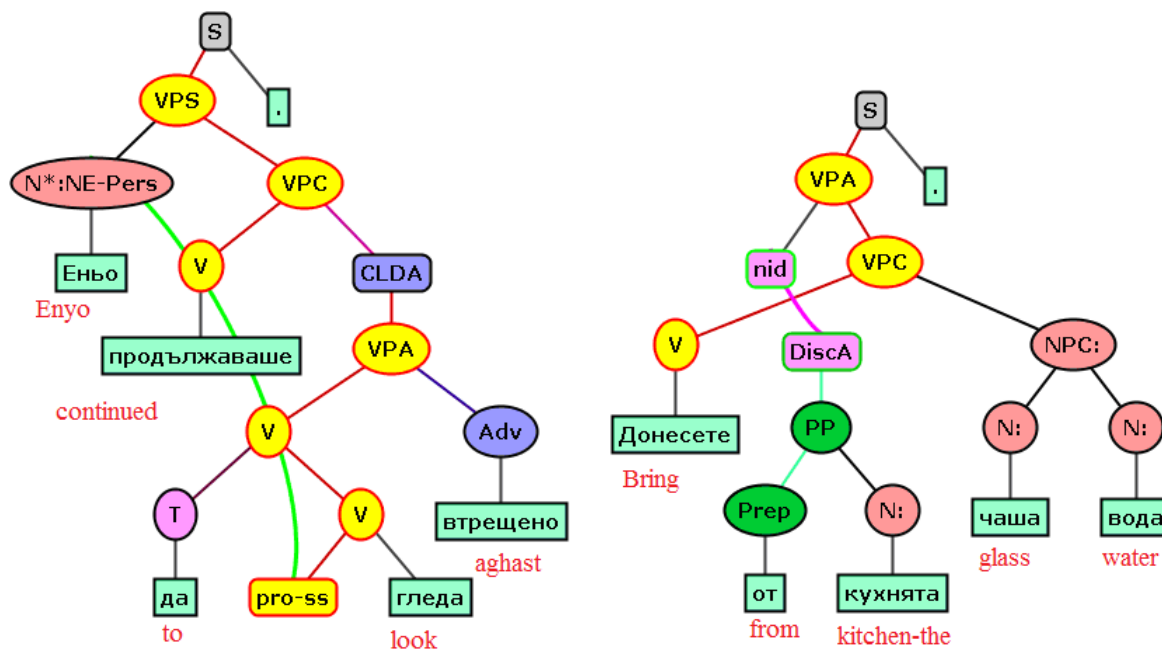 S
VPS
.
S
N*:NE-Pers
VPC
VPA
.
Еньо
V
CLDA
nid
VPC
Enyo
продължаваше
VPA
V
DiscA
NPC:
continued
V
Adv
Донесете
PP
N:
N:
Bring
T
V
втрещено
Prep
N:
чаша
вода
aghast
glass
water
да
pro-ss
гледа
от
кухнята
to
look
from
kitchen-the